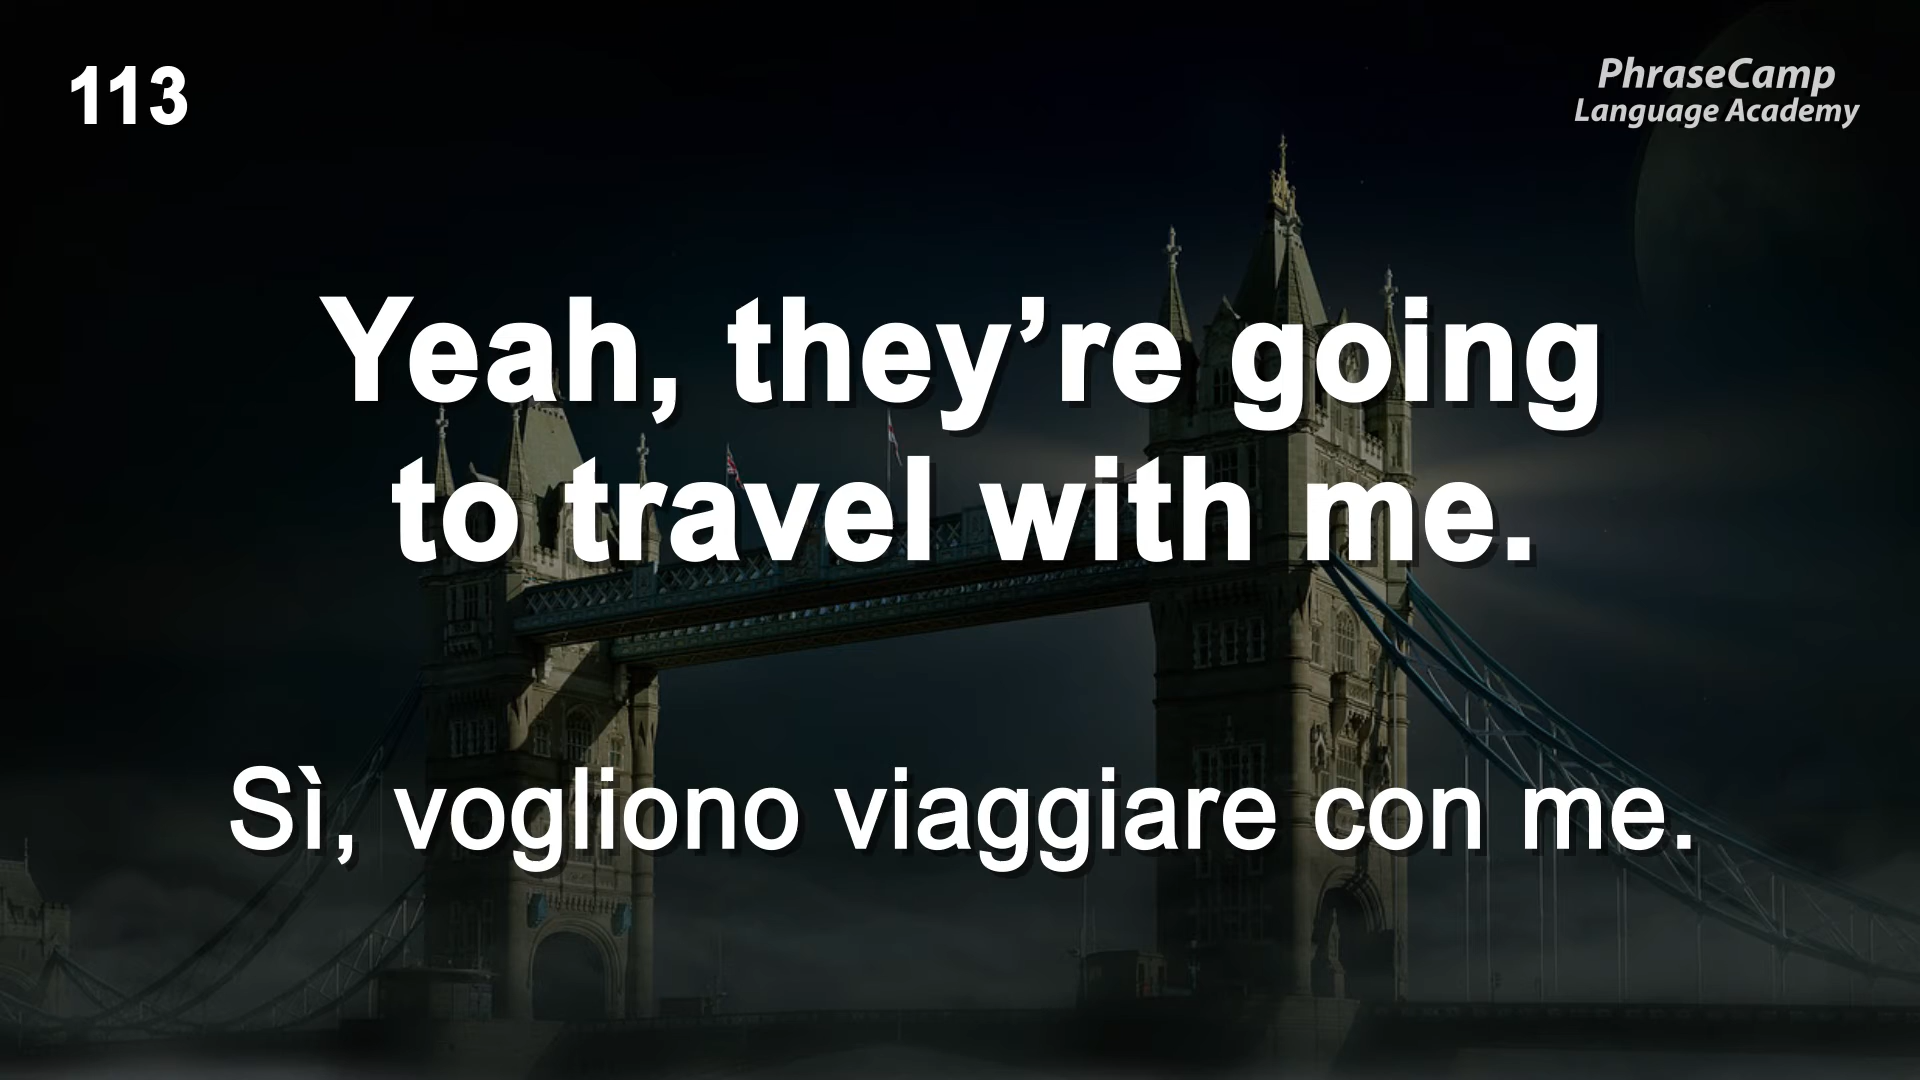 113
PhraseCamp
Language Academy
Yeah, they’re going
to travel with me.
Sì, vogliono viaggiare con me.